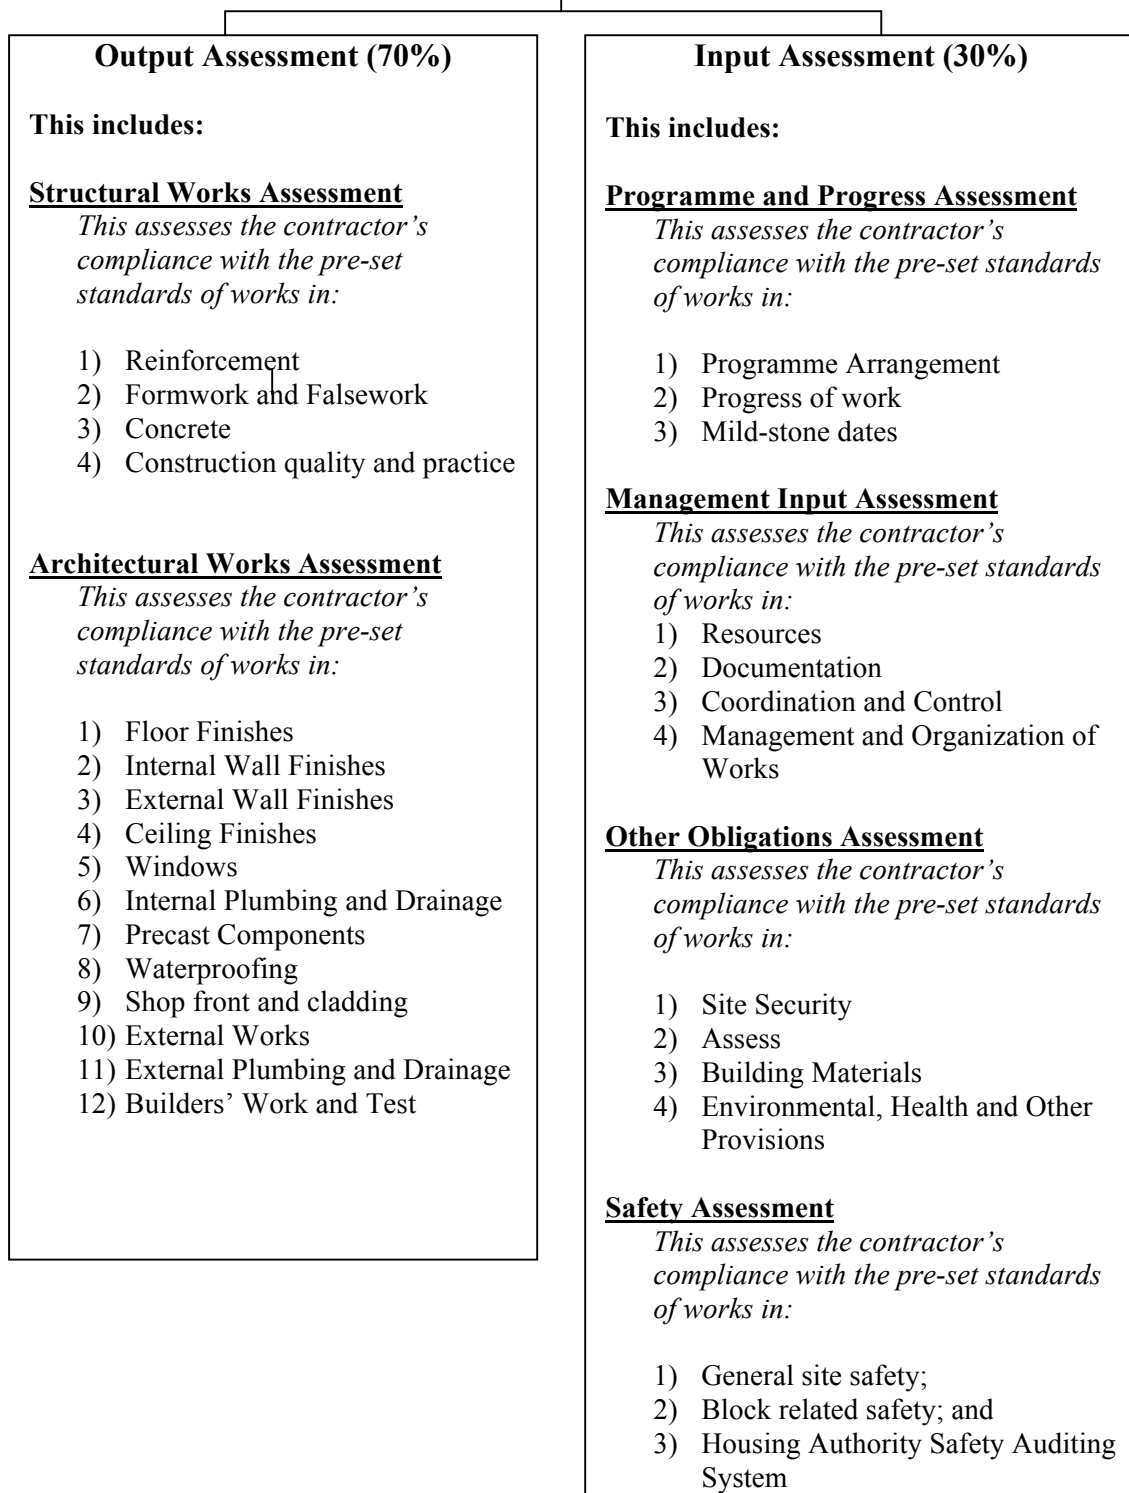 Output Assessment (70%)
This includes:
Structural Works Assessment
This assesses the contractor’s
compliance with the pre-set
standards of works in:
1) Reinforcement
2) Formwork and Falsework
3) Concrete
4) Construction quality and practice
Architectural Works Assessment
This assesses the contractor’s
compliance with the pre-set
standards of works in:
1) Floor Finishes
2) Internal Wall Finishes
3) External Wall Finishes
4) Ceiling Finishes
5) Windows
6) Internal Plumbing and Drainage
7) Precast Components
8) Waterproofing
9) Shop front and cladding
10) External Works
11) External Plumbing and Drainage
12) Builders’ Work and Test
Input Assessment (30%)
This includes:
Programme and Progress Assessment
This assesses the contractor’s
compliance with the pre-set standards
of works in:
1) Programme Arrangement
2) Progress of work
3) Mild-stone dates
Management Input Assessment
This assesses the contractor’s
compliance with the pre-set standards
of works in:
1) Resources
2) Documentation
3) Coordination and Control
4) Management and Organization of
Works
Other Obligations Assessment
This assesses the contractor’s
compliance with the pre-set standards
of works in:
1) Site Security
2) Assess
3) Building Materials
4) Environmental, Health and Other
Provisions
Safety Assessment
This assesses the contractor’s
compliance with the pre-set standards
of works in:
1) General site safety;
2) Block related safety; and
3) Housing Authority Safety Auditing
System